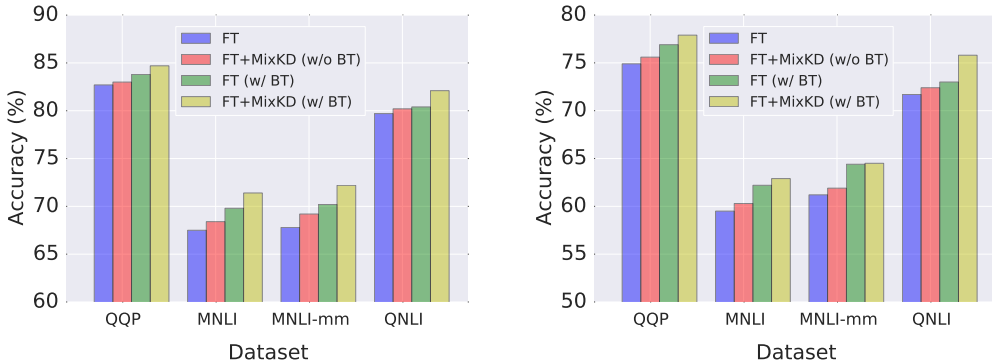 90
85
80
75
70
65
60
Accuracy (%)
FT
FT+MixKD (w/o BT)
FT (w/ BT)
FT+MixKD (w/ BT)
QQP MNLI MNLI-mm QNLI
Dataset
80
75
70
65
60
55
50
Accuracy (%)
FT
FT+MixKD (w/o BT)
FT (w/ BT)
FT+MixKD (w/ BT)
QQP MNLI MNLI-mm QNLI
Dataset